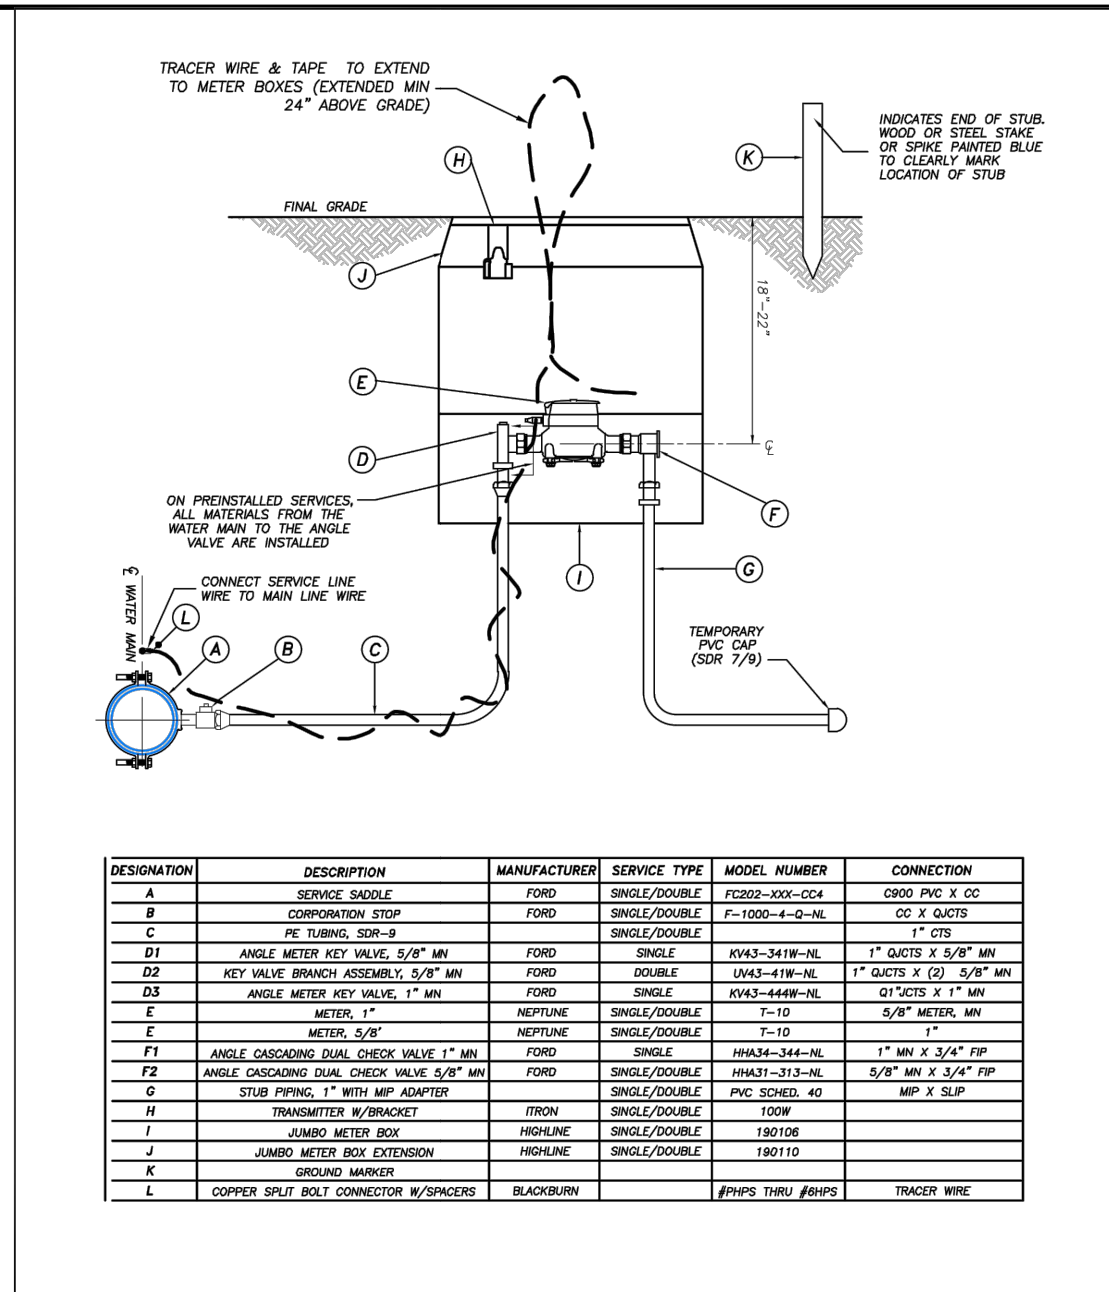 TRACER WIRE & TAPE TO EXTEND
TO METER BOXES (EXTENDED MIN
24" ABOVE GRADE)
INDICATES END OF STUB.
WOOD OR STEEL STAKE
OR SPIKE PAINTED BLUE
TO CLEARLY MARK
LOCATION OF STUB
K
H
FINAL GRADE
J
18"-22"
E
D
℄
ON PREINSTALLED SERVICES,
ALL MATERIALS FROM THE
WATER MAIN TO THE ANGLE
VALVE ARE INSTALLED
F
I
G
℄ WATER MAIN
CONNECT SERVICE LINE
WIRE TO MAIN LINE WIRE
L
A
B
C
TEMPORARY
PVC CAP
(SDR 7/9)
DESIGNATION DESCRIPTION MANUFACTURER SERVICE TYPE MODEL NUMBER CONNECTION
A SERVICE SADDLE FORD SINGLE/DOUBLE FC202-XXX-CC4 C900 PVC X CC
B CORPORATION STOP FORD SINGLE/DOUBLE F-1000-4-Q-NL CC X QJCTS
C PE TUBING, SDR-9 SINGLE/DOUBLE 1" CTS
D1 ANGLE METER KEY VALVE, 5/8" MN FORD SINGLE KV43-341W-NL 1" QJCTS X 5/8" MN
D2 KEY VALVE BRANCH ASSEMBLY, 5/8" MN FORD DOUBLE UV43-41W-NL 1" QJCTS X (2) 5/8" MN
D3 ANGLE METER KEY VALVE, 1" MN FORD SINGLE KV43-444W-NL Q1"JCTS X 1" MN
E METER, 1" NEPTUNE SINGLE/DOUBLE T-10 5/8" METER, MN
E METER, 5/8' NEPTUNE SINGLE/DOUBLE T-10 1"
F1 ANGLE CASCADING DUAL CHECK VALVE 1" MN FORD SINGLE HHA34-344-NL 1" MN X 3/4" FIP
F2 ANGLE CASCADING DUAL CHECK VALVE 5/8" MN FORD SINGLE/DOUBLE HHA31-313-NL 5/8" MN X 3/4" FIP
G STUB PIPING, 1" WITH MIP ADAPTER SINGLE/DOUBLE PVC SCHED. 40 MIP X SLIP
H TRANSMITTER W/BRACKET ITRON SINGLE/DOUBLE 100W
I JUMBO METER BOX HIGHLINE SINGLE/DOUBLE 190106
J JUMBO METER BOX EXTENSION HIGHLINE SINGLE/DOUBLE 190110
K GROUND MARKER
L COPPER SPLIT BOLT CONNECTOR W/SPACERS BLACKBURN #PHPS THRU #6HPS TRACER WIRE